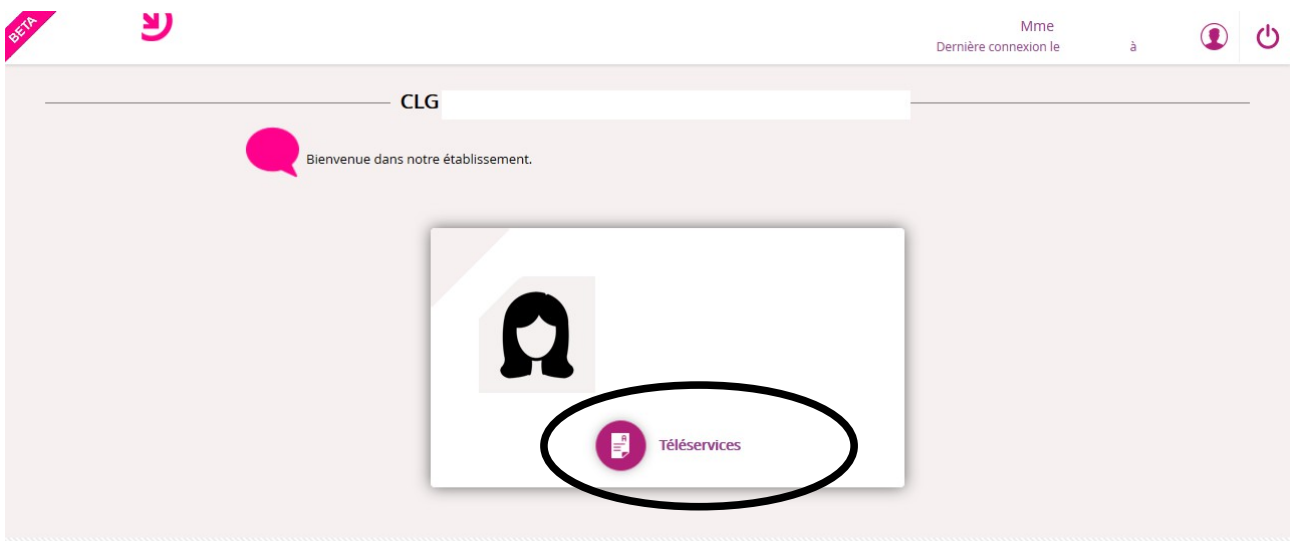 BETA
Mme
Dernière connexion le à
CLG
Bienvenue dans notre établissement.
Téléservices